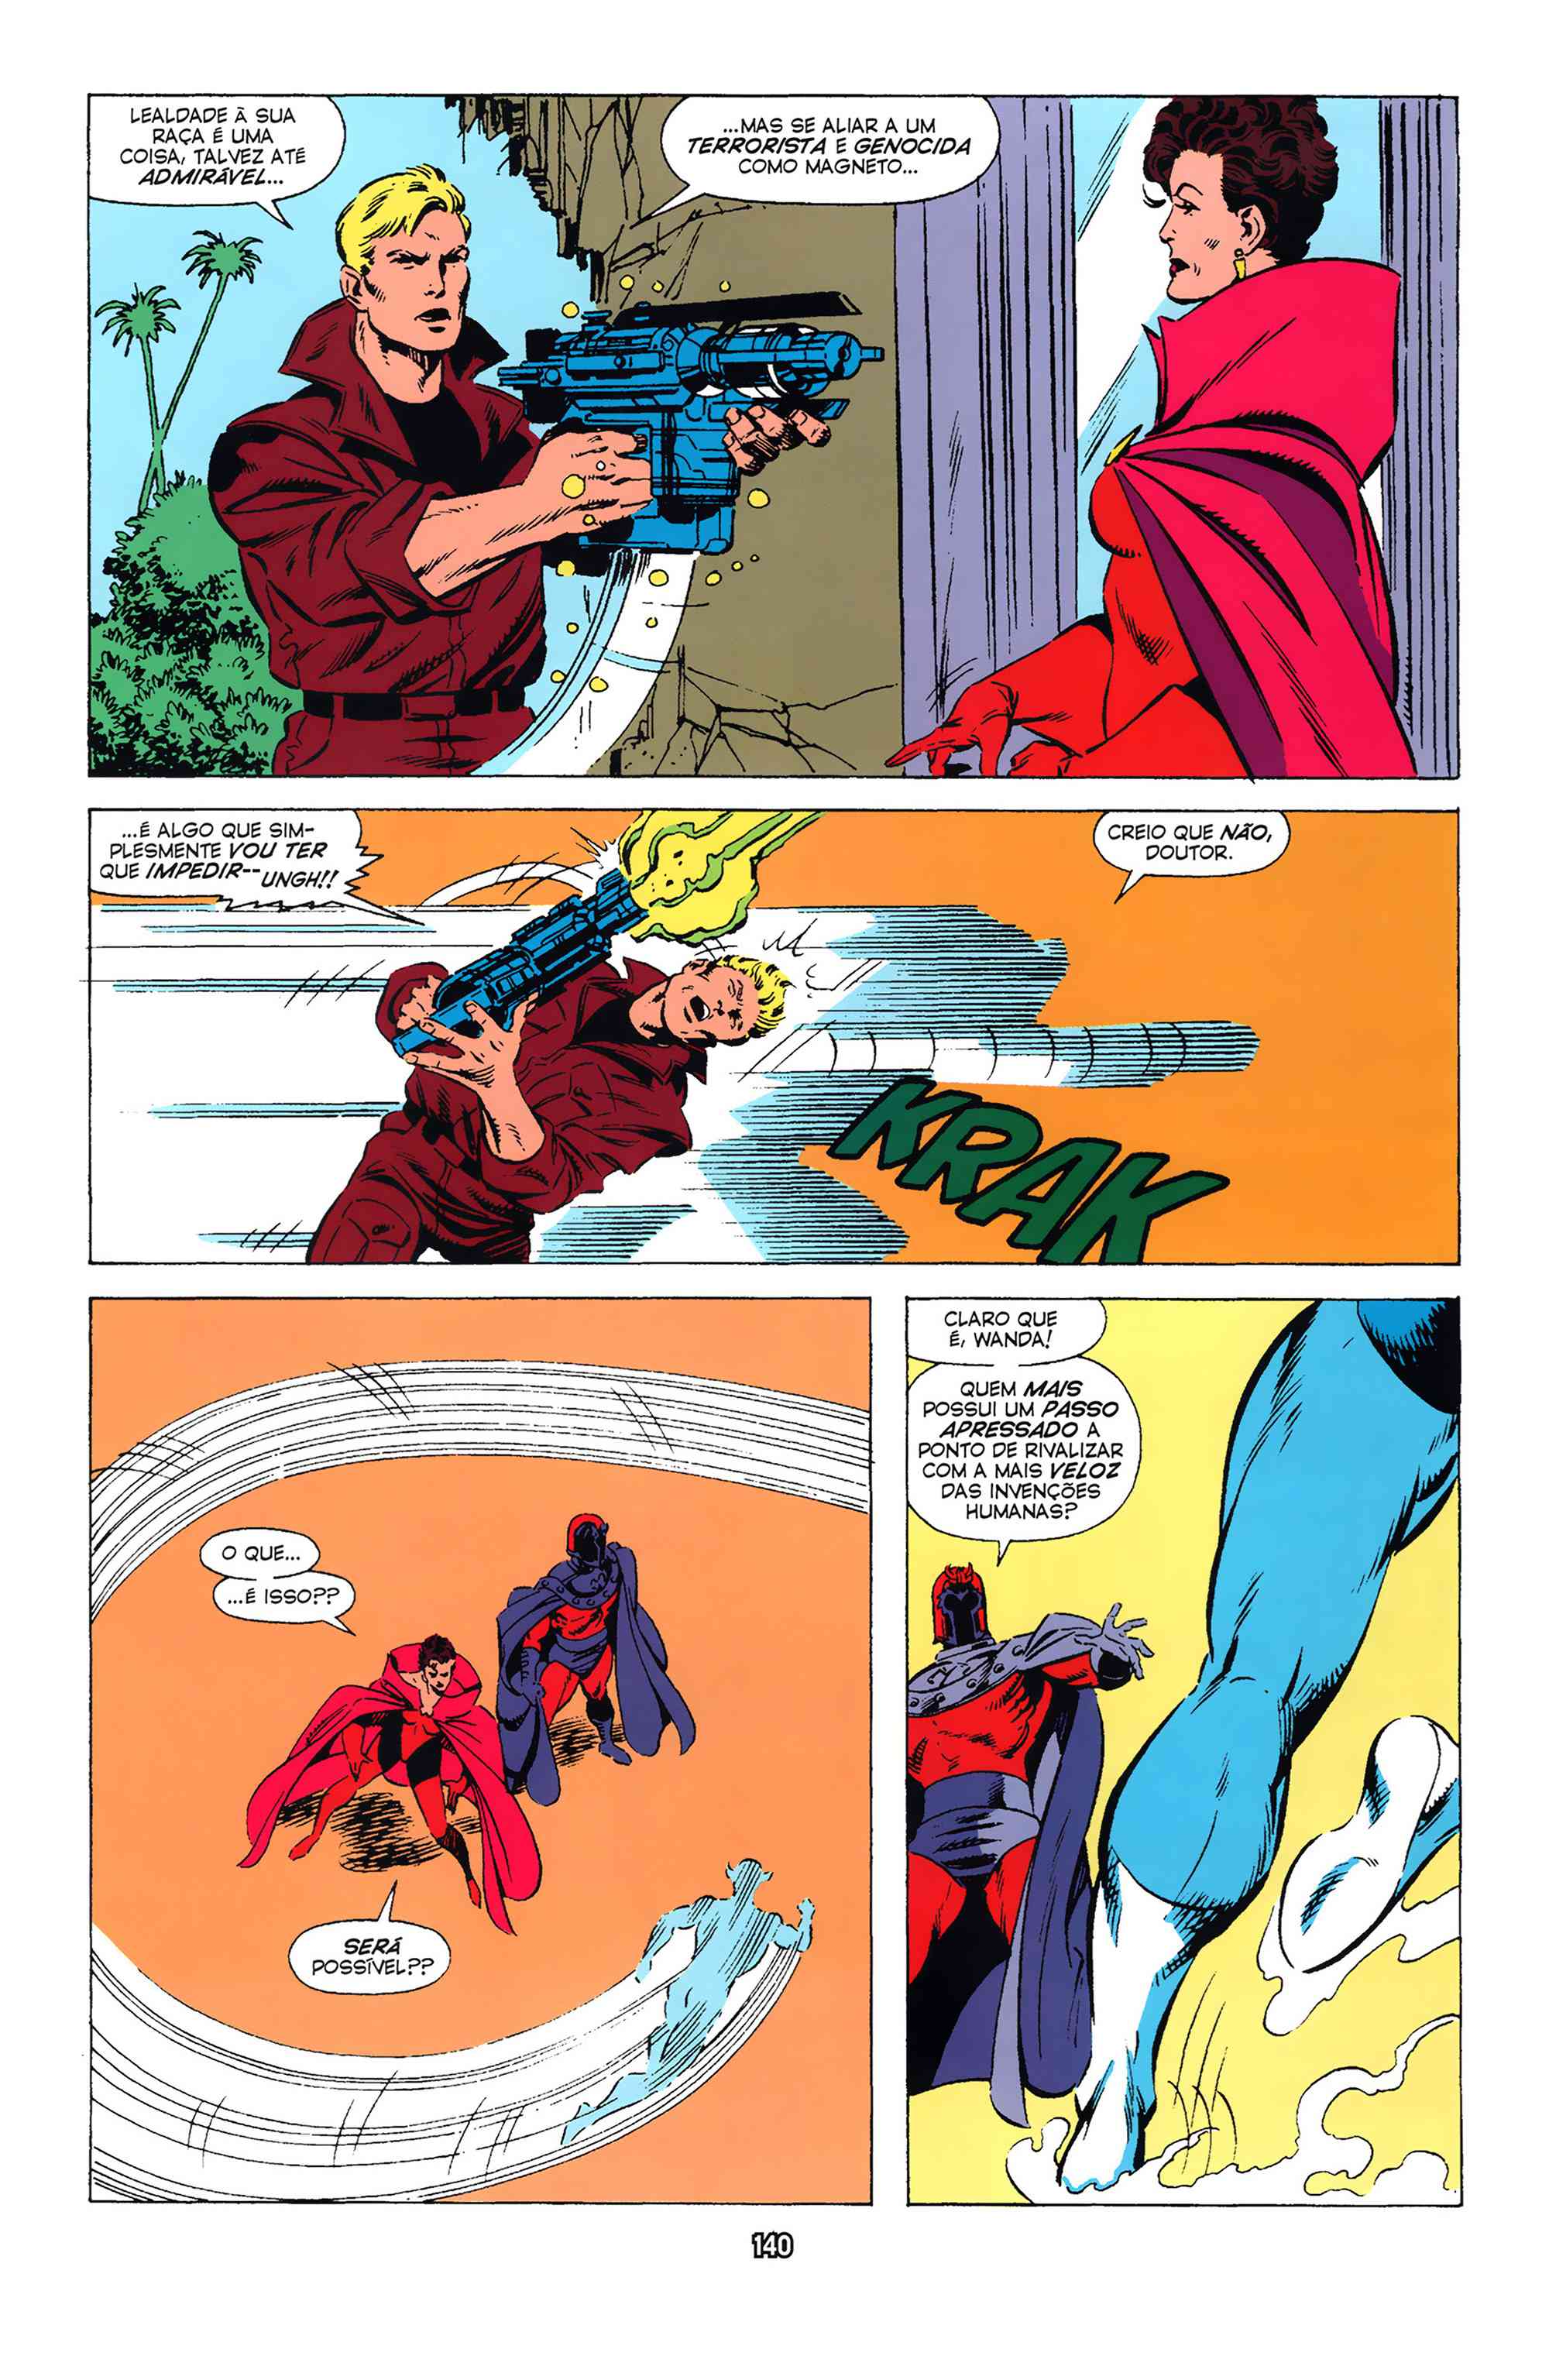 LEALDADE À SUA
RAÇA É UMA
COISA, TALVEZ ATÉ
ADMIRÁVEL...
...MAS SE ALIAR A UM
TERRORISTA E GENOCIDA
COMO MAGNETO...
...É ALGO QUE SIM-
PLESMENTE VOU TER
QUE IMPEDIR-- UNGH!!
CREIO QUE NÃO,
DOUTOR.
KRAK
O QUE...
...É ISSO??
SERÁ
POSSÍVEL??
CLARO QUE
É, WANDA!
QUEM MAIS
POSSUI UM PASSO
APRESSADO A
PONTO DE RIVALIZAR
COM A MAIS VELOZ
DAS INVENÇÕES
HUMANAS?
140